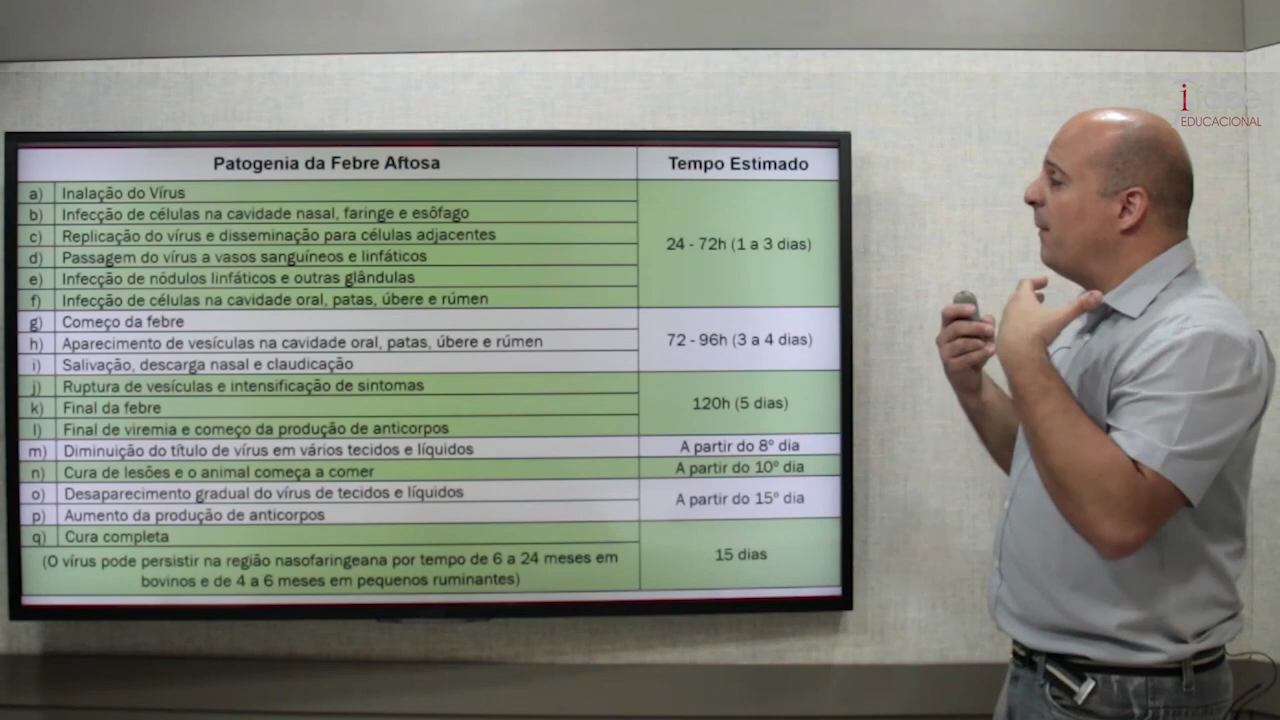 Patogenia da Febre Aftosa Tempo Estimado
a) Inalação do Vírus
b) Infecção de células na cavidade nasal, faringe e esôfago
c) Replicação do vírus e disseminação para células adjacentes
24 - 72h (1 a 3 dias)
d) Passagem do vírus a vasos sanguíneos e linfáticos
e) Infecção de nódulos linfáticos e outras glândulas
f) Infecção de células na cavidade oral, patas, úbere e rúmen
g) Começo da febre
h) Aparecimento de vesículas na cavidade oral, patas, úbere e rúmen
72 - 96h (3 a 4 dias)
i) Salivação, descarga nasal e claudicação
j) Ruptura de vesículas e intensificação de sintomas
k) Final da febre
120h (5 dias)
l) Final de viremia e começo da produção de anticorpos
m) Diminuição do título de vírus em vários tecidos e líquidos
A partir do 8º dia
n) Cura de lesões e o animal começa a comer
A partir do 10º dia
o) Desaparecimento gradual do vírus de tecidos e líquidos
A partir do 15º dia
p) Aumento da produção de anticorpos
q) Cura completa
15 dias
(O vírus pode persistir na região nasofaringeana por tempo de 6 a 24 meses em
bovinos e de 4 a 6 meses em pequenos ruminantes)
EDUCACIONAL